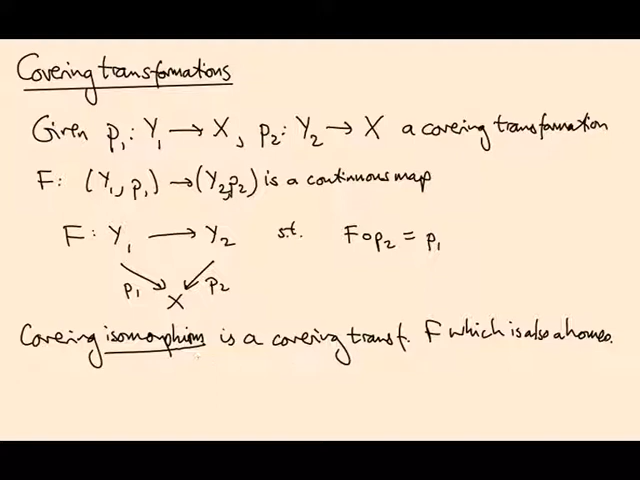 Covering transformations
Given p₁: Y₁ → X, p₂: Y₂ → X a covering transformation
F: (Y₁, p₁) → (Y₂, p₂) is a continuous map
F: Y₁ → Y₂ s.t. F∘p₂ = p₁
p₁ X p₂
Covering isomorphism is a covering transf. F which is also a homeo.